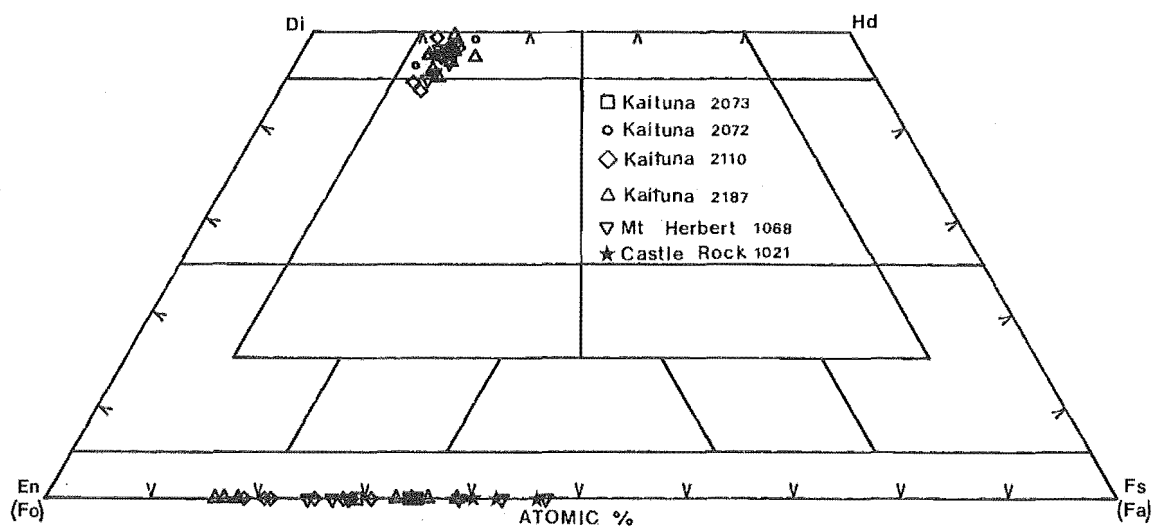 Di
Hd
Kaituna 2073
Kaituna 2072
Kaituna 2110
Kaituna 2187
Mt Herbert 1068
Castle Rock 1021
En
(Fo)
Fs
(Fa)
ATOMIC %